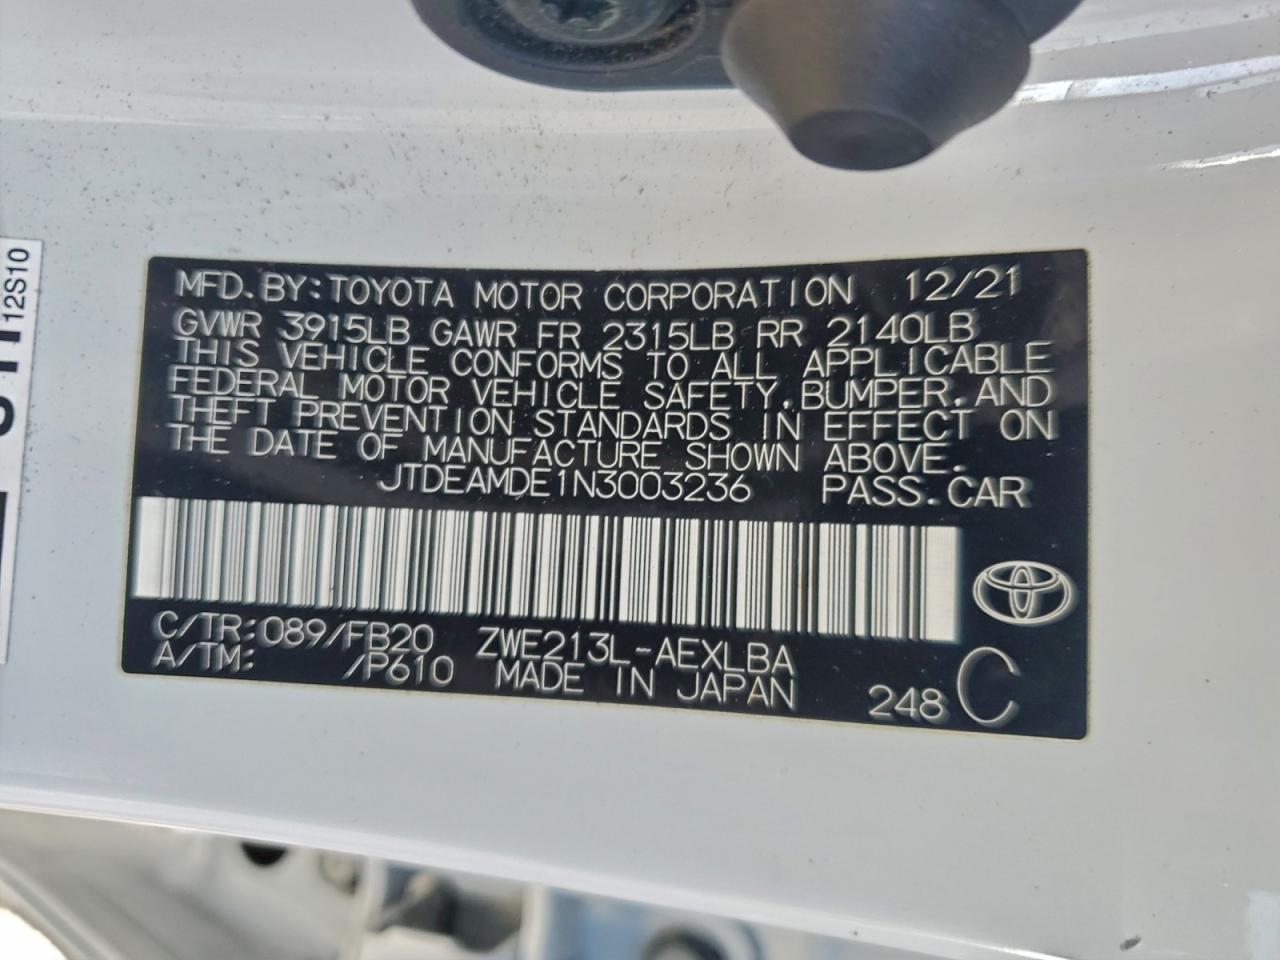 MFD.BY:TOYOTA MOTOR CORPORATION 12/21
GVWR 3915LB GAWR FR 2315LB RR 2140LB
THIS VEHICLE CONFORMS TO ALL APPLICABLE
FEDERAL MOTOR VEHICLE SAFETY,BUMPER,AND
THEFT PREVENTION STANDARDS IN EFFECT ON
THE DATE OF MANUFACTURE SHOWN ABOVE.
JTDEAMDE1N3003236 PASS.CAR
C/TR:089/FB20 ZWE213L-AEXLBA
A/TM: /P610 MADE IN JAPAN 248 C
12S10